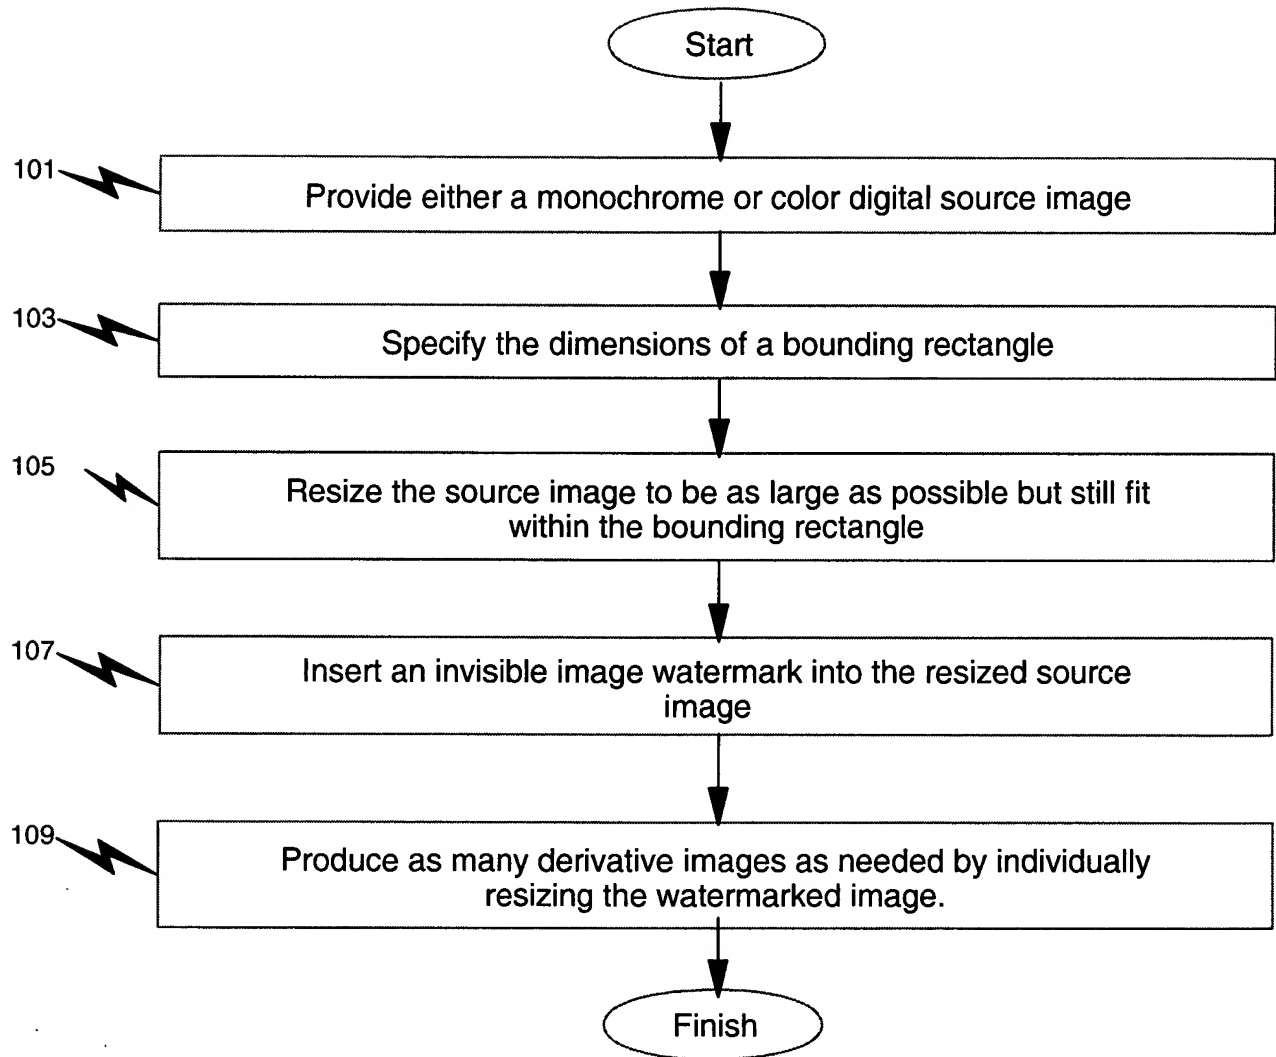 Start
101
Provide either a monochrome or color digital source image
103
Specify the dimensions of a bounding rectangle
105
Resize the source image to be as large as possible but still fit
within the bounding rectangle
107
Insert an invisible image watermark into the resized source
image
109
Produce as many derivative images as needed by individually
resizing the watermarked image.
Finish